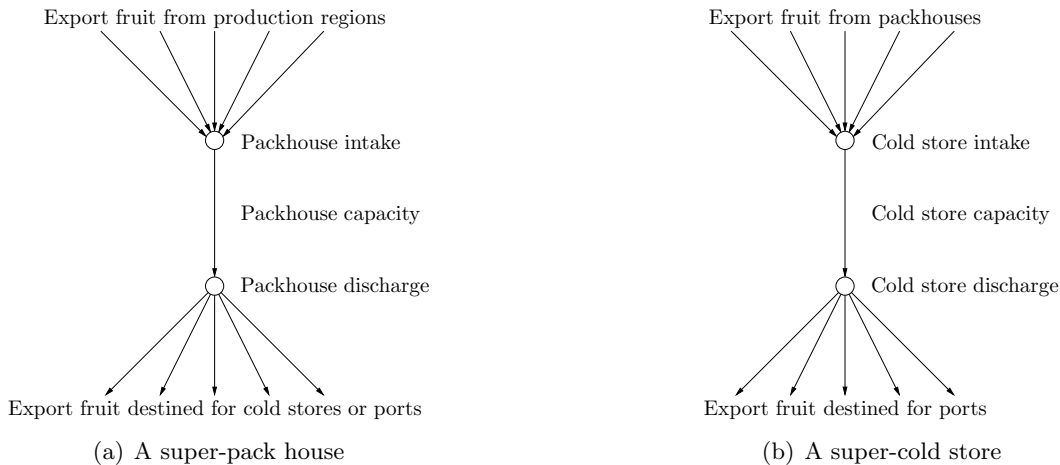 Export fruit from production regions
Packhouse intake
Packhouse capacity
Packhouse discharge
Export fruit destined for cold stores or ports
(a) A super-pack house
Export fruit from packhouses
Cold store intake
Cold store capacity
Cold store discharge
Export fruit destined for ports
(b) A super-cold store